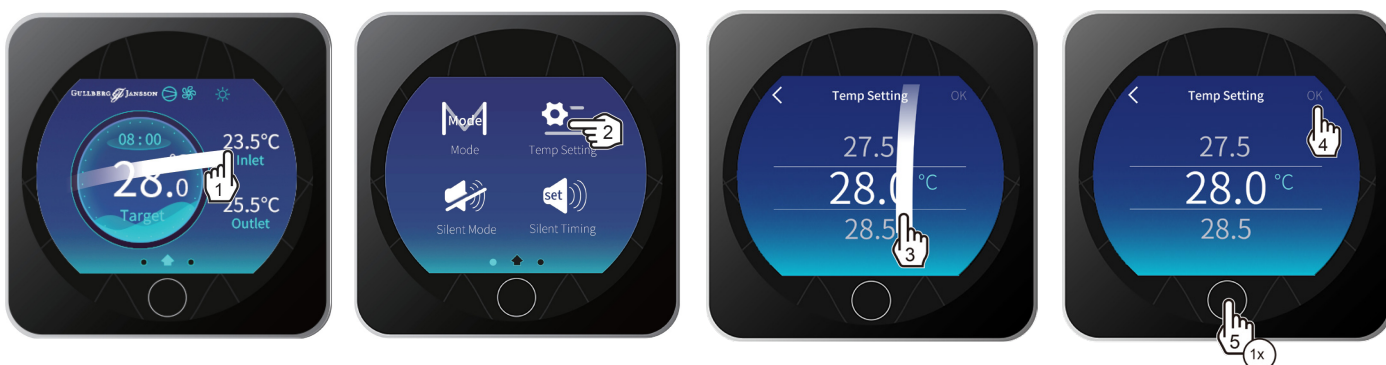 GULLBERG JANSSON
08:00
28.0
Target
23.5°C
Inlet
25.5°C
Outlet
1
Mode
Mode
Temp Setting
2
Silent Mode
set
Silent Timing
Temp Setting
OK
27.5
28.0 °C
28.5
3
Temp Setting
OK
4
27.5
28.0 °C
28.5
5
1x